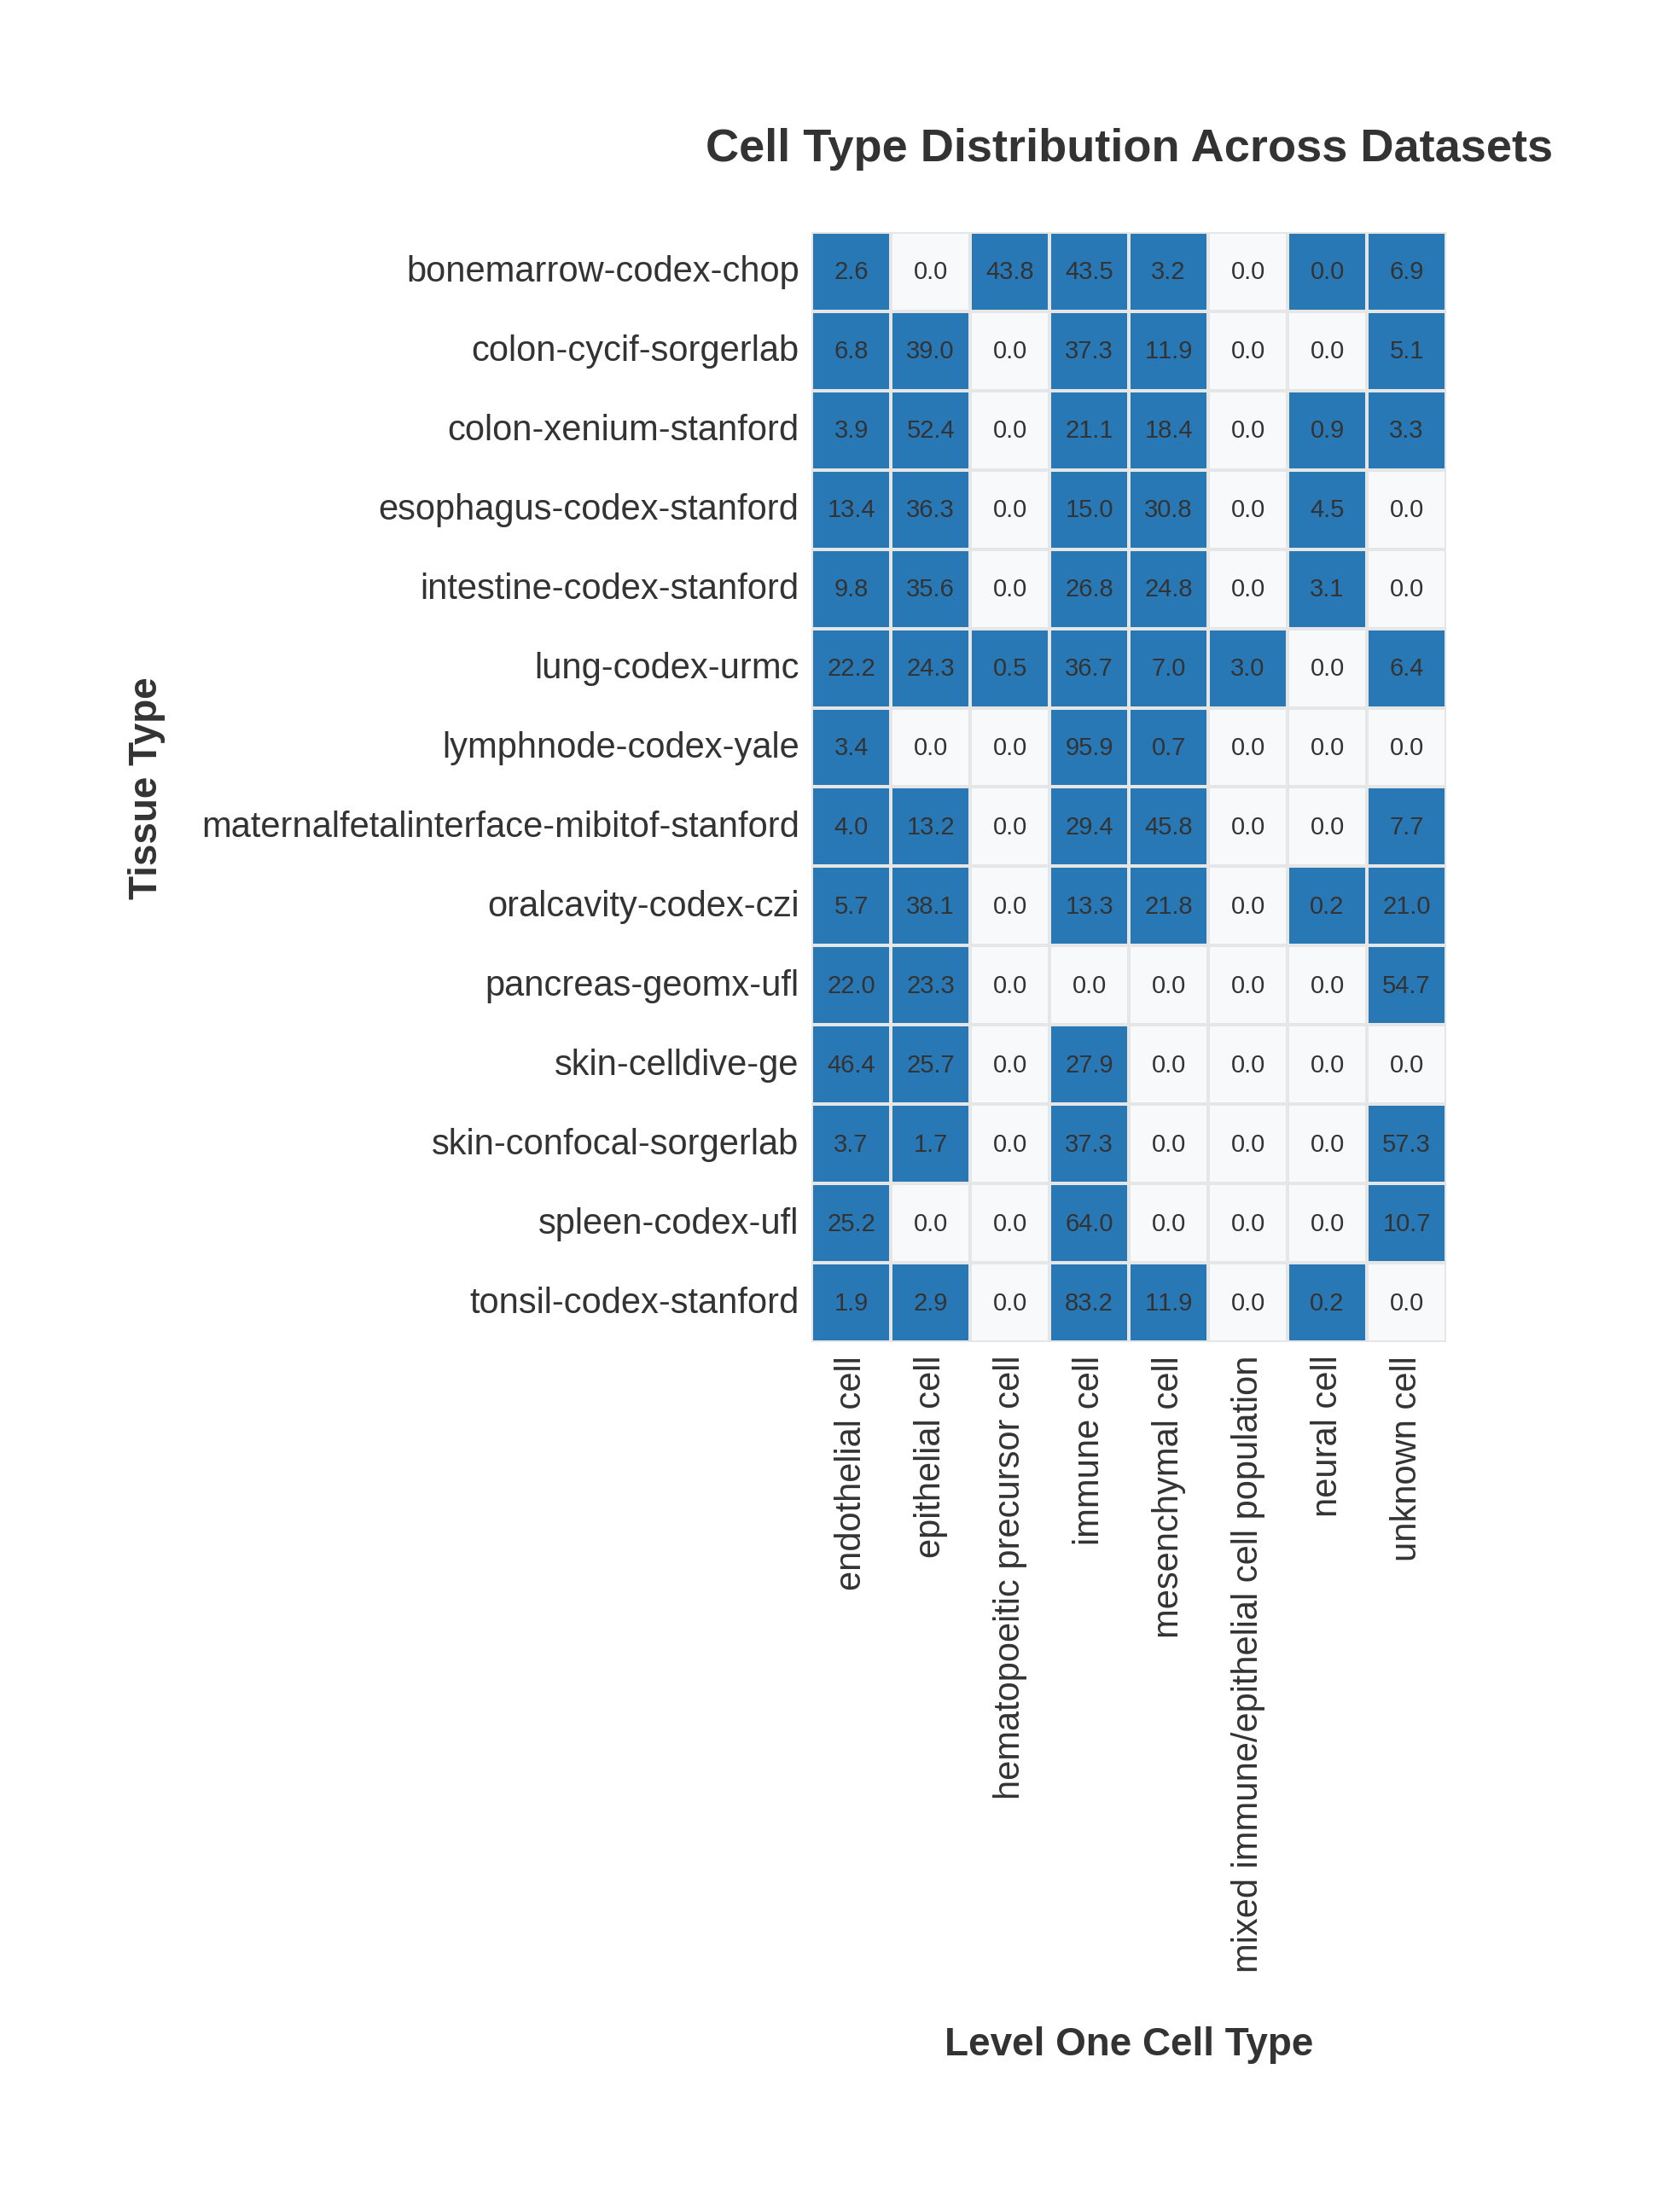 Cell Type Distribution Across Datasets
Tissue Type
bonemarrow-codex-chop 2.6 0.0 43.8 43.5 3.2 0.0 0.0 6.9
colon-cycif-sorgerlab 6.8 39.0 0.0 37.3 11.9 0.0 0.0 5.1
colon-xenium-stanford 3.9 52.4 0.0 21.1 18.4 0.0 0.9 3.3
esophagus-codex-stanford 13.4 36.3 0.0 15.0 30.8 0.0 4.5 0.0
intestine-codex-stanford 9.8 35.6 0.0 26.8 24.8 0.0 3.1 0.0
lung-codex-urmc 22.2 24.3 0.5 36.7 7.0 3.0 0.0 6.4
lymphnode-codex-yale 3.4 0.0 0.0 95.9 0.7 0.0 0.0 0.0
maternalfetalinterface-mibitof-stanford 4.0 13.2 0.0 29.4 45.8 0.0 0.0 7.7
oralcavity-codex-czi 5.7 38.1 0.0 13.3 21.8 0.0 0.2 21.0
pancreas-geomx-ufl 22.0 23.3 0.0 0.0 0.0 0.0 0.0 54.7
skin-celldive-ge 46.4 25.7 0.0 27.9 0.0 0.0 0.0 0.0
skin-confocal-sorgerlab 3.7 1.7 0.0 37.3 0.0 0.0 0.0 57.3
spleen-codex-ufl 25.2 0.0 0.0 64.0 0.0 0.0 0.0 10.7
tonsil-codex-stanford 1.9 2.9 0.0 83.2 11.9 0.0 0.2 0.0
endothelial cell
epithelial cell
hematopoeitic precursor cell
immune cell
mesenchymal cell
mixed immune/epithelial cell population
neural cell
unknown cell
Level One Cell Type